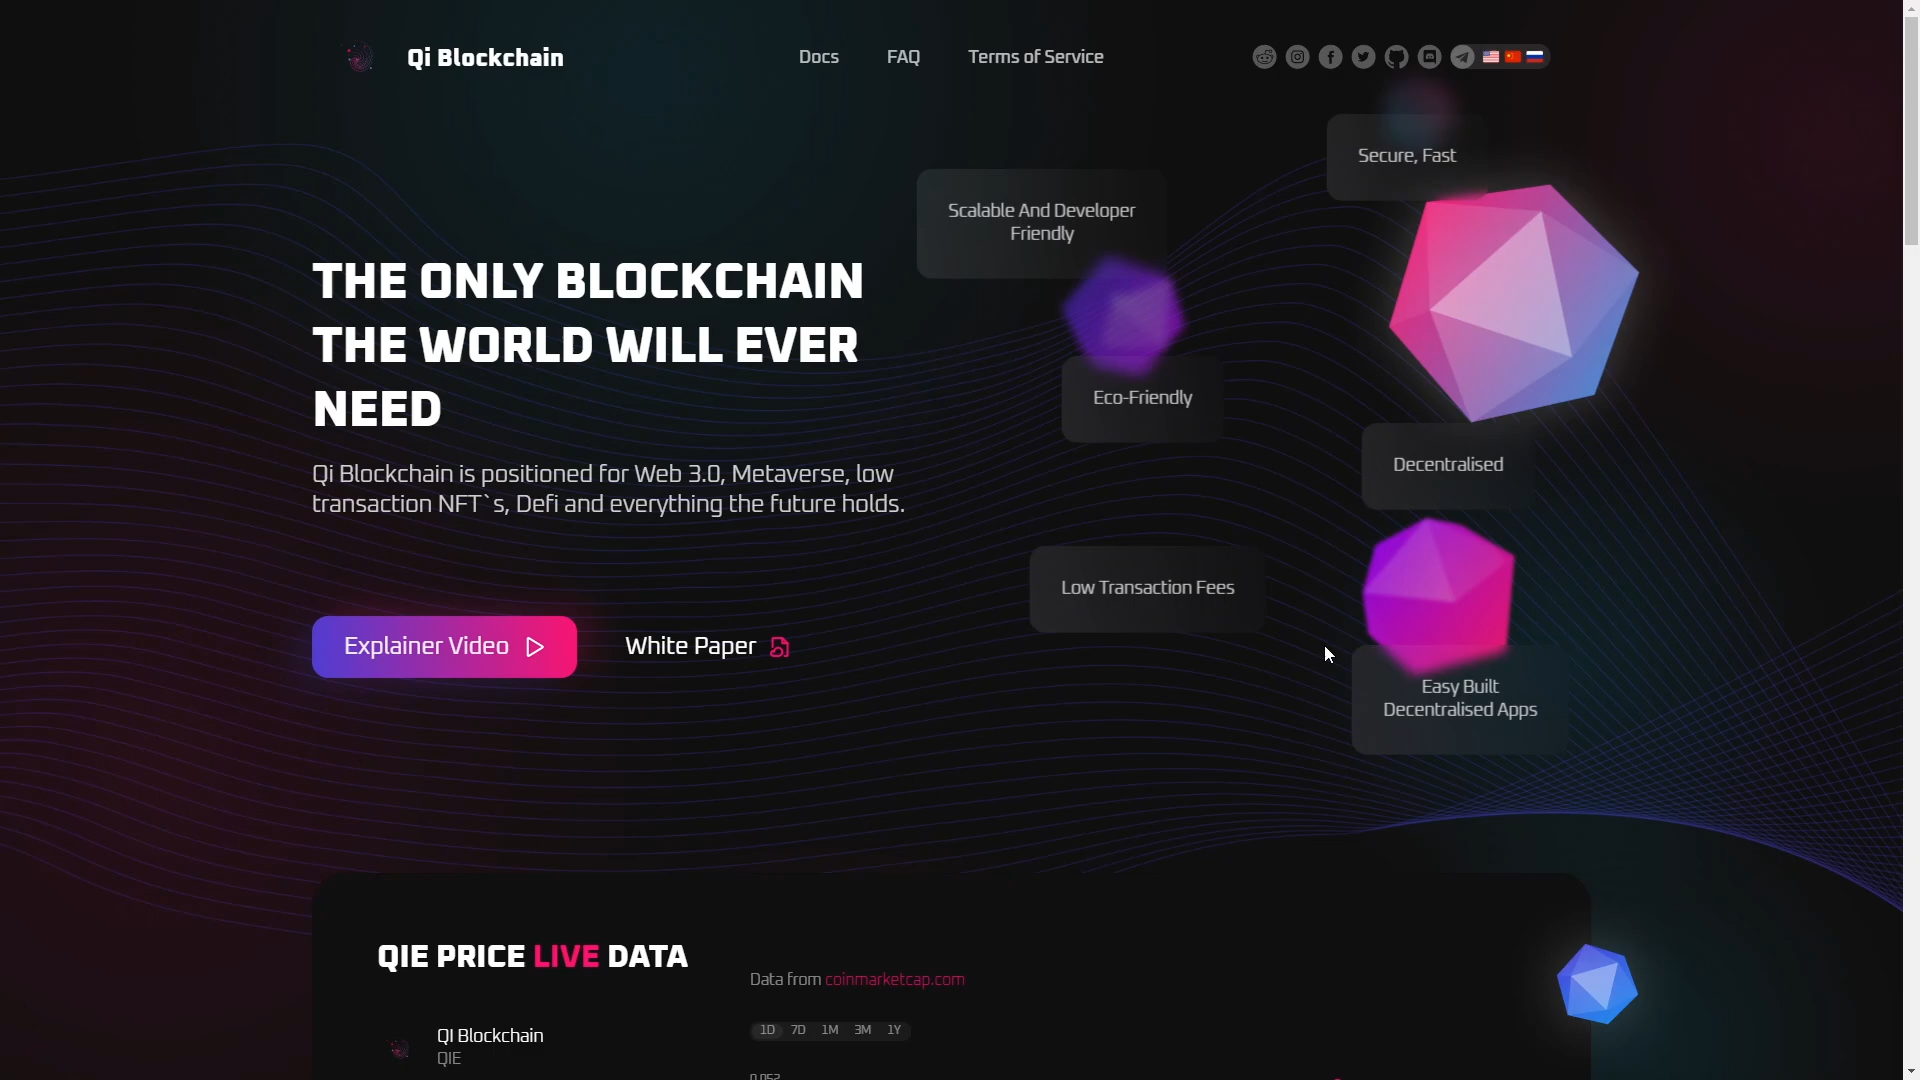 Qi Blockchain
Docs
FAQ
Terms of Service
Secure, Fast
Scalable And Developer
Friendly
THE ONLY BLOCKCHAIN
THE WORLD WILL EVER
NEED
Eco-Friendly
Decentralised
Qi Blockchain is positioned for Web 3.0, Metaverse, low
transaction NFT`s, Defi and everything the future holds.
Low Transaction Fees
Explainer Video
White Paper
Easy Built
Decentralised Apps
QIE PRICE LIVE DATA
Data from coinmarketcap.com
1D 7D 1M 3M 1Y
QI Blockchain
QIE